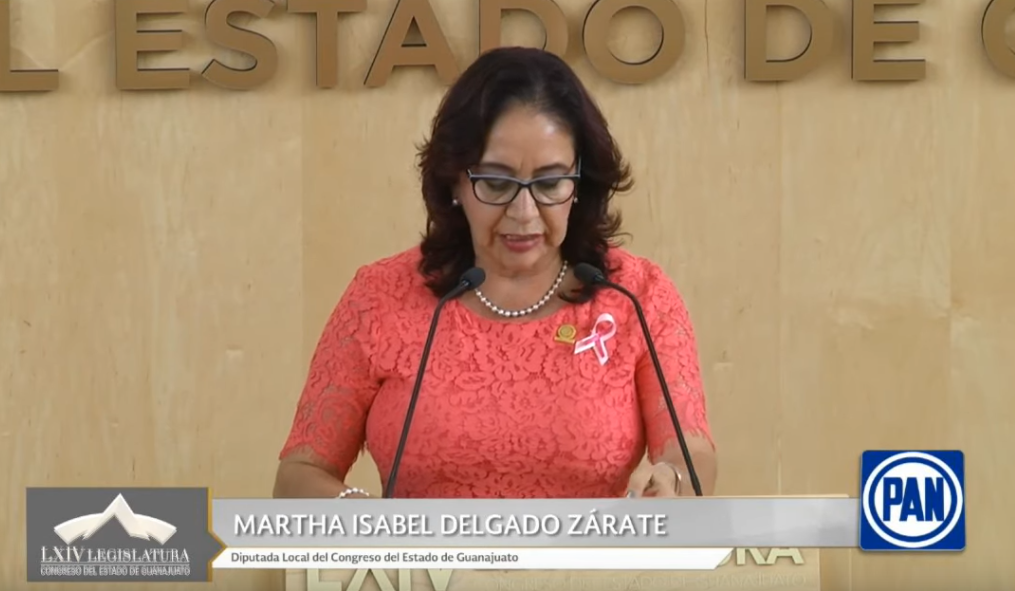 L ESTADO DE G
MARTHA ISABEL DELGADO ZÁRATE
PAN
Diputada Local del Congreso del Estado de Guanajuato
LXIV LEGISLATURA
CONGRESO DEL ESTADO DE GUANAJUATO
LXIV